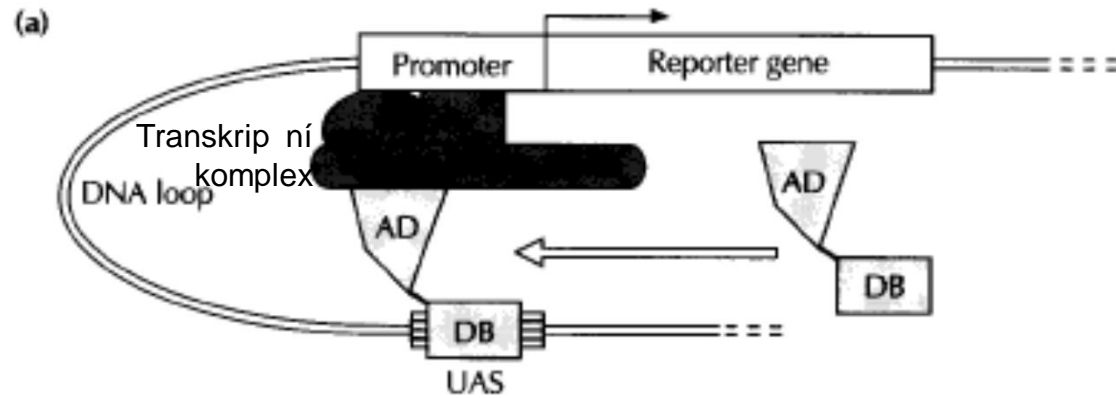 (a)
Promoter
Reporter gene
Transkrip ní
komplex
DNA loop
AD
AD
DB
DB
UAS